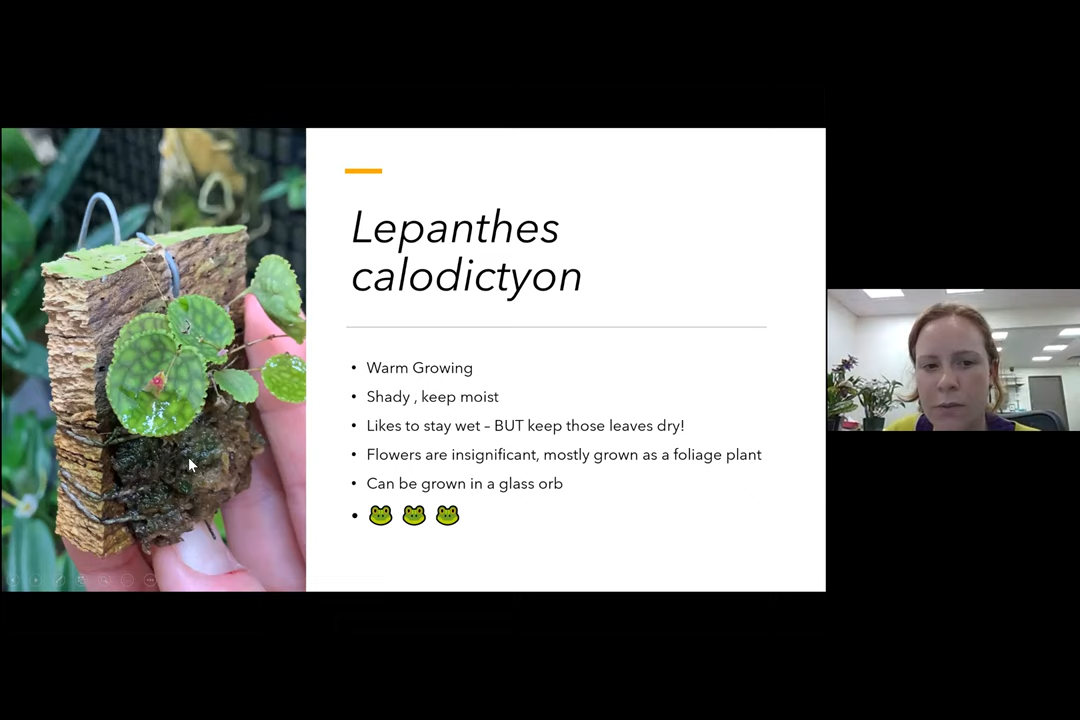 Lepanthes
calodictyon
• Warm Growing
• Shady , keep moist
• Likes to stay wet – BUT keep those leaves dry!
• Flowers are insignificant, mostly grown as a foliage plant
• Can be grown in a glass orb
• 🐸 🐸 🐸